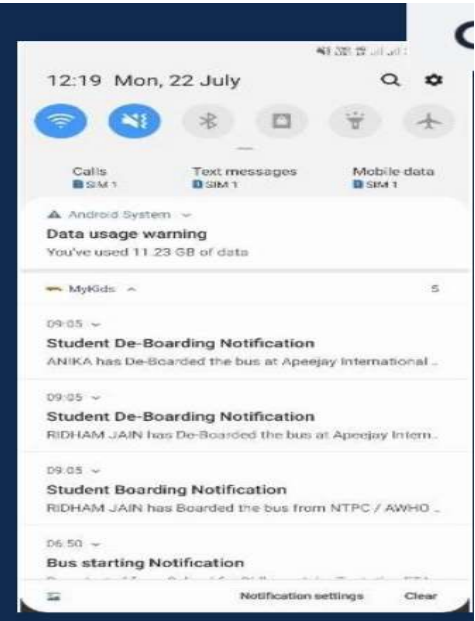 12:19 Mon, 22 July
Calls Text messages Mobile data
SIM 1 SIM 1 SIM 1
Android System
Data usage warning
You've used 11.23 GB of data
MyKids 5
09:05
Student De-Boarding Notification
ANIKA has De-Boarded the bus at Apeejay International ..
09:05
Student De-Boarding Notification
RIDHAM JAIN has De-Boarded the bus at Apeejay Intern..
09:05
Student Boarding Notification
RIDHAM JAIN has Boarded the bus from NTPC / AWHO ..
06:50
Bus starting Notification
Notification settings Clear